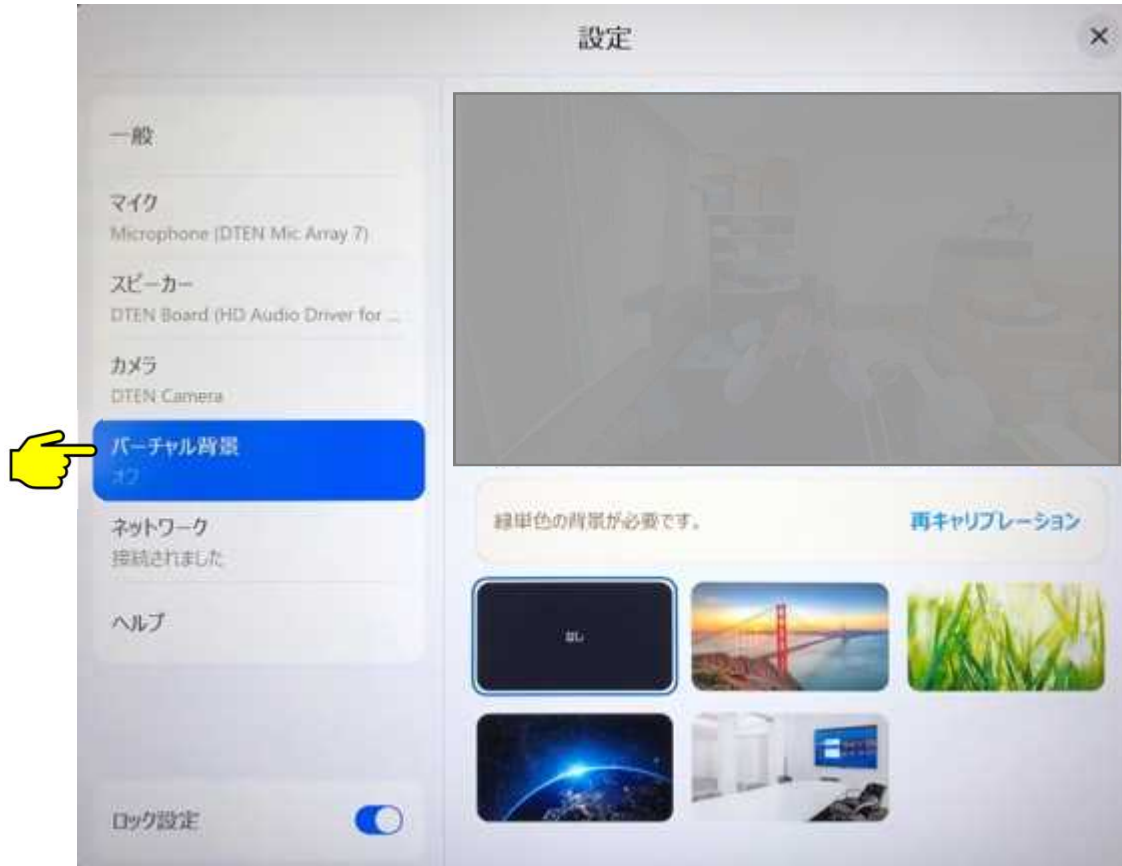 設定
一般
マイク
Microphone (DTEN Mic Array 7)
スピーカー
DTEN Board (HD Audio Driver for ...
カメラ
DTEN Camera
バーチャル背景
オフ
ネットワーク
接続されました
ヘルプ
ロック設定
緑単色の背景が必要です。
再キャリブレーション
なし